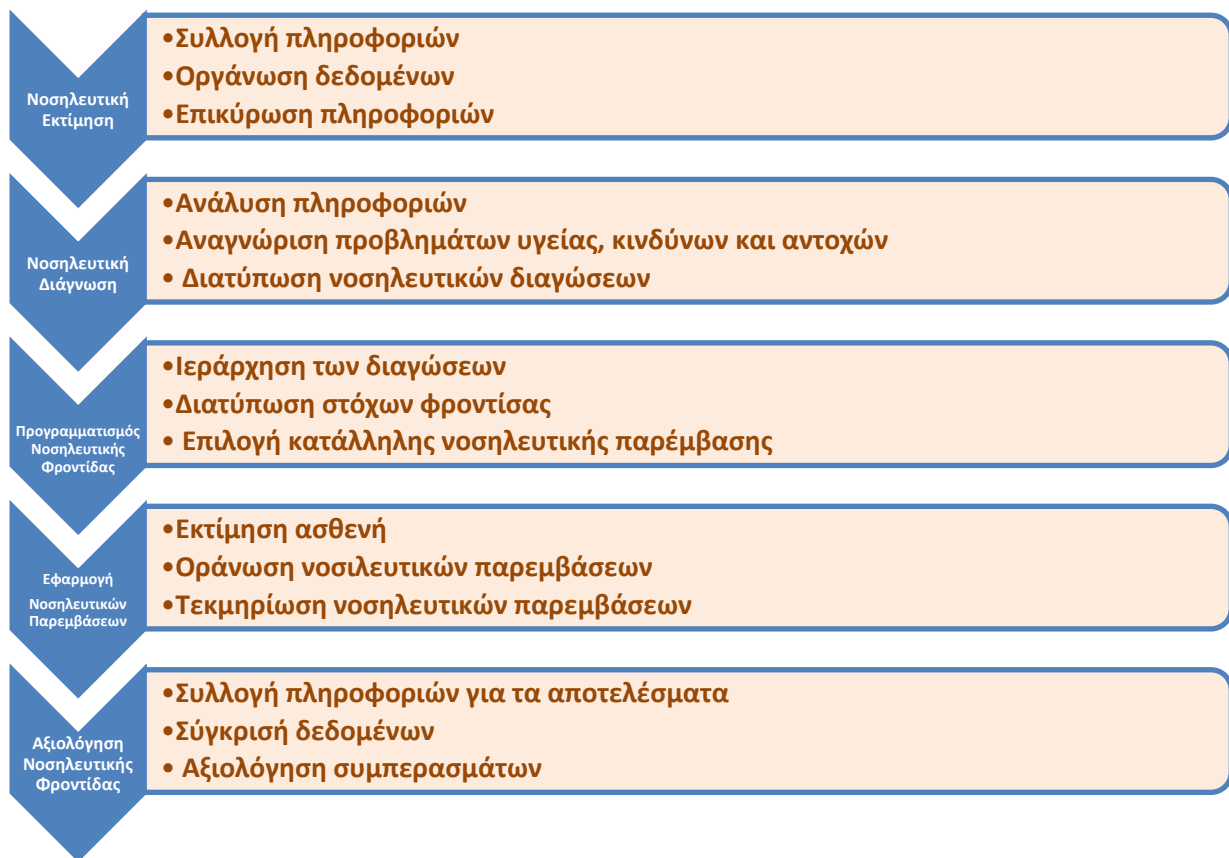 Νοσηλευτική
Εκτίμηση
•Συλλογή πληροφοριών
•Οργάνωση δεδομένων
•Επικύρωση πληροφοριών
Νοσηλευτική
Διάγνωση
•Ανάλυση πληροφοριών
•Αναγνώριση προβλημάτων υγείας, κινδύνων και αντοχών
• Διατύπωση νοσηλευτικών διαγώσεων
Προγραμματισμός
Νοσηλευτικής
Φροντίδας
•Ιεράρχηση των διαγώσεων
•Διατύπωση στόχων φροντίσας
• Επιλογή κατάλληλης νοσηλευτικής παρέμβασης
Εφαρμογή
Νοσηλευτικών
Παρεμβάσεων
•Εκτίμηση ασθενή
•Οράνωση νοσιλευτικών παρεμβάσεων
•Τεκμηρίωση νοσηλευτικών παρεμβάσεων
Αξιολόγηση
Νοσηλευτικής
Φροντίδας
•Συλλογή πληροφοριών για τα αποτελέσματα
•Σύγκρισή δεδομένων
• Αξιολόγηση συμπερασμάτων